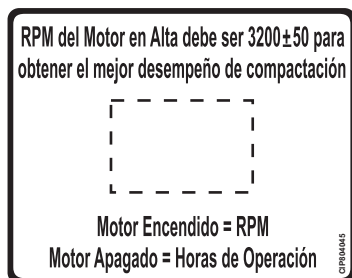 RPM del Motor en Alta debe ser 3200±50 para
obtener el mejor desempeño de compactación
Motor Encendido = RPM
Motor Apagado = Horas de Operación
CIP804045